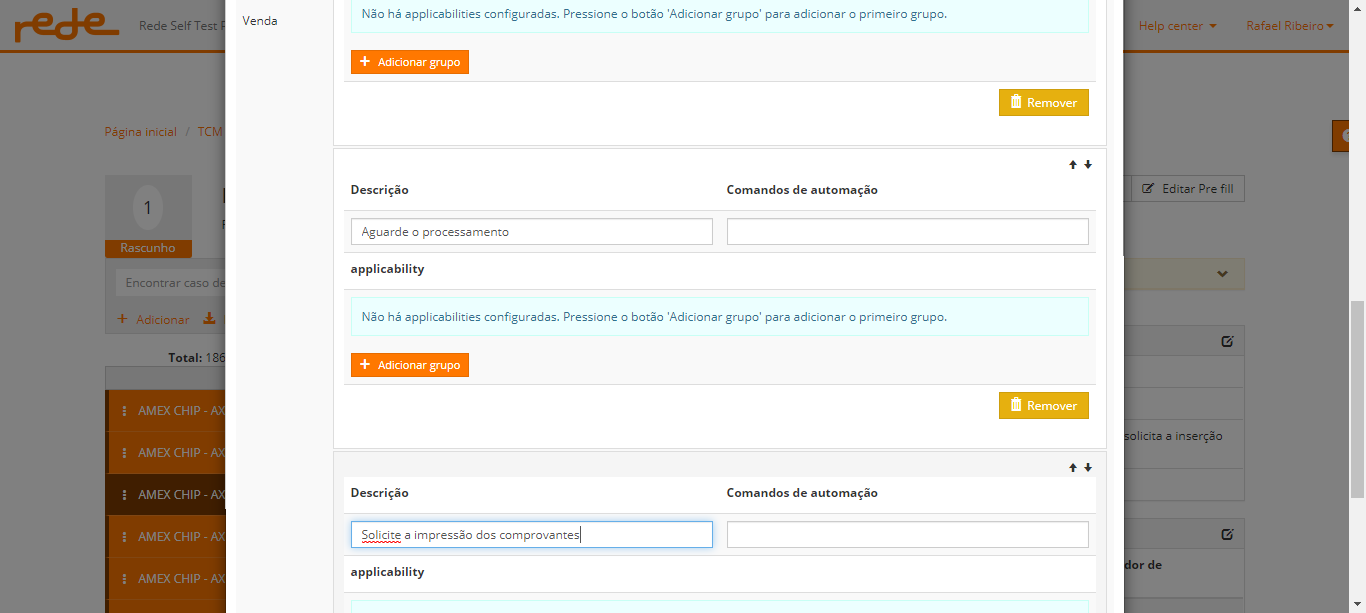 rede
Rede Self Test
Help center
Rafael Ribeiro
Venda
Não há applicabilities configuradas. Pressione o botão 'Adicionar grupo' para adicionar o primeiro grupo.
+ Adicionar grupo
Remover
Página inicial / TCM
1
Rascunho
Editar Pre fill
Descrição
Comandos de automação
Aguarde o processamento
applicability
Encontrar caso de
Não há applicabilities configuradas. Pressione o botão 'Adicionar grupo' para adicionar o primeiro grupo.
+ Adicionar
+ Adicionar grupo
Total: 186
Remover
AMEX CHIP - AX
solicita a inserção
AMEX CHIP - AX
AMEX CHIP - AX
Descrição
Comandos de automação
Solicite a impressão dos comprovantes
AMEX CHIP - AX
dor de
applicability
AMEX CHIP - AX